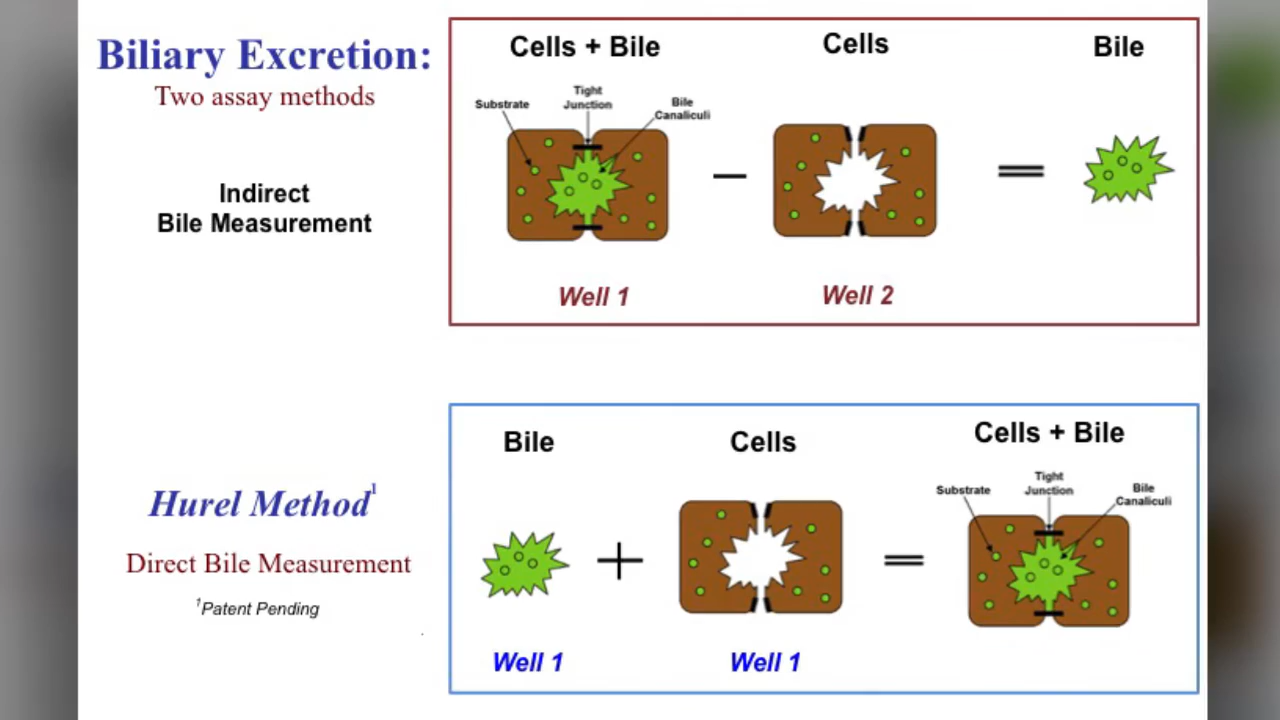 Biliary Excretion:
Two assay methods
Indirect
Bile Measurement
Cells + Bile
Cells
Bile
Substrate
Tight
Junction
Bile
Canaliculi
Well 1
Well 2
Hurel Method1
Direct Bile Measurement
1Patent Pending
Bile
Cells
Cells + Bile
Substrate
Tight
Junction
Bile
Canaliculi
Well 1
Well 1